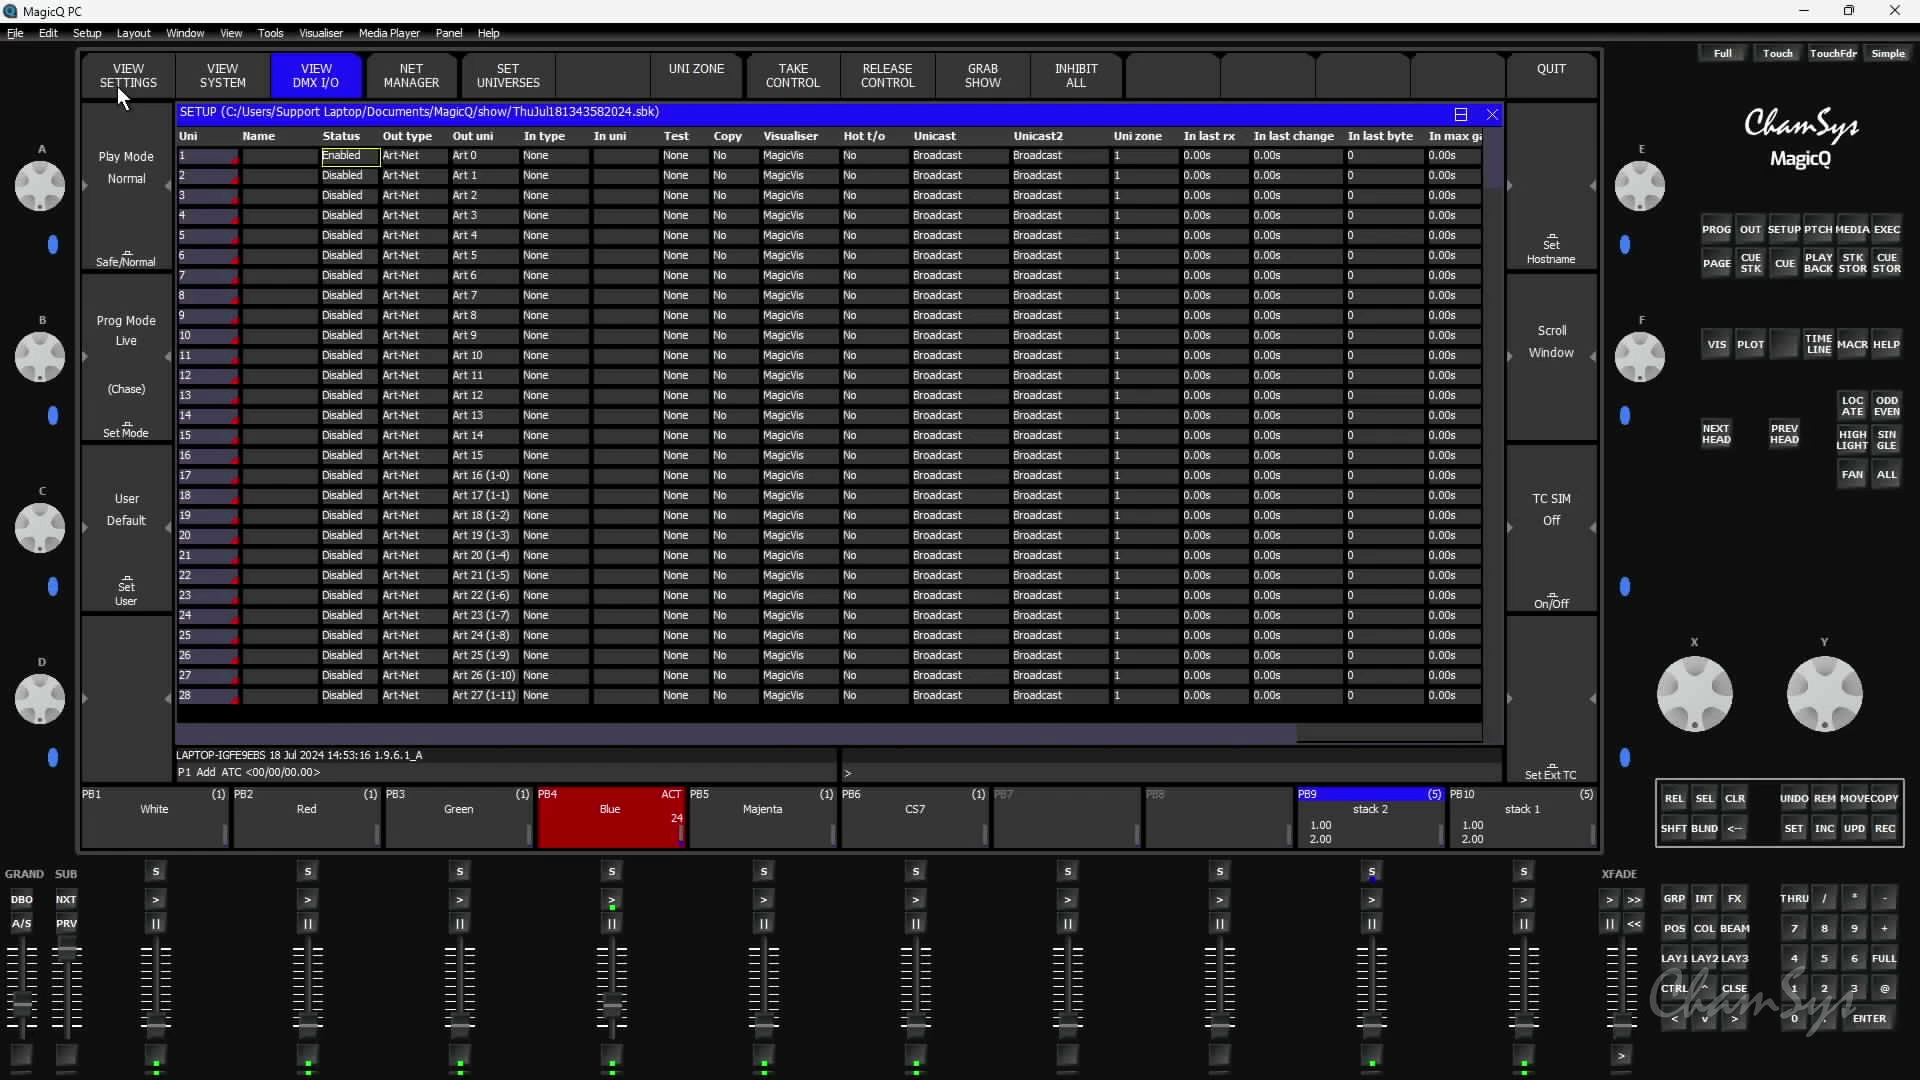 MagicQ PC
File Edit Setup Layout Window View Tools Visualiser Media Player Panel Help
Full Touch TouchFdr Simple
VIEW SETTINGS
VIEW SYSTEM
VIEW DMX I/O
NET MANAGER
SET UNIVERSES
UNI ZONE
TAKE CONTROL
RELEASE CONTROL
GRAB SHOW
INHIBIT ALL
QUIT
SETUP (C:/Users/Support Laptop/Documents/MagicQ/show/ThuJul181343582024.sbk)
Uni Name Status Out type Out uni In type In uni Test Copy Visualiser Hot t/o Unicast Unicast2 Uni zone In last rx In last change In last byte In max ga
1 Enabled Art-Net Art 0 None None No MagicVis No Broadcast Broadcast 1 0.00s 0.00s 0 0.00s
2 Disabled Art-Net Art 1 None None No MagicVis No Broadcast Broadcast 1 0.00s 0.00s 0 0.00s
3 Disabled Art-Net Art 2 None None No MagicVis No Broadcast Broadcast 1 0.00s 0.00s 0 0.00s
4 Disabled Art-Net Art 3 None None No MagicVis No Broadcast Broadcast 1 0.00s 0.00s 0 0.00s
5 Disabled Art-Net Art 4 None None No MagicVis No Broadcast Broadcast 1 0.00s 0.00s 0 0.00s
6 Disabled Art-Net Art 5 None None No MagicVis No Broadcast Broadcast 1 0.00s 0.00s 0 0.00s
7 Disabled Art-Net Art 6 None None No MagicVis No Broadcast Broadcast 1 0.00s 0.00s 0 0.00s
8 Disabled Art-Net Art 7 None None No MagicVis No Broadcast Broadcast 1 0.00s 0.00s 0 0.00s
9 Disabled Art-Net Art 8 None None No MagicVis No Broadcast Broadcast 1 0.00s 0.00s 0 0.00s
10 Disabled Art-Net Art 9 None None No MagicVis No Broadcast Broadcast 1 0.00s 0.00s 0 0.00s
11 Disabled Art-Net Art 10 None None No MagicVis No Broadcast Broadcast 1 0.00s 0.00s 0 0.00s
12 Disabled Art-Net Art 11 None None No MagicVis No Broadcast Broadcast 1 0.00s 0.00s 0 0.00s
13 Disabled Art-Net Art 12 None None No MagicVis No Broadcast Broadcast 1 0.00s 0.00s 0 0.00s
14 Disabled Art-Net Art 13 None None No MagicVis No Broadcast Broadcast 1 0.00s 0.00s 0 0.00s
15 Disabled Art-Net Art 14 None None No MagicVis No Broadcast Broadcast 1 0.00s 0.00s 0 0.00s
16 Disabled Art-Net Art 15 None None No MagicVis No Broadcast Broadcast 1 0.00s 0.00s 0 0.00s
17 Disabled Art-Net Art 16 (1-0) None None No MagicVis No Broadcast Broadcast 1 0.00s 0.00s 0 0.00s
18 Disabled Art-Net Art 17 (1-1) None None No MagicVis No Broadcast Broadcast 1 0.00s 0.00s 0 0.00s
19 Disabled Art-Net Art 18 (1-2) None None No MagicVis No Broadcast Broadcast 1 0.00s 0.00s 0 0.00s
20 Disabled Art-Net Art 19 (1-3) None None No MagicVis No Broadcast Broadcast 1 0.00s 0.00s 0 0.00s
21 Disabled Art-Net Art 20 (1-4) None None No MagicVis No Broadcast Broadcast 1 0.00s 0.00s 0 0.00s
22 Disabled Art-Net Art 21 (1-5) None None No MagicVis No Broadcast Broadcast 1 0.00s 0.00s 0 0.00s
23 Disabled Art-Net Art 22 (1-6) None None No MagicVis No Broadcast Broadcast 1 0.00s 0.00s 0 0.00s
24 Disabled Art-Net Art 23 (1-7) None None No MagicVis No Broadcast Broadcast 1 0.00s 0.00s 0 0.00s
25 Disabled Art-Net Art 24 (1-8) None None No MagicVis No Broadcast Broadcast 1 0.00s 0.00s 0 0.00s
26 Disabled Art-Net Art 25 (1-9) None None No MagicVis No Broadcast Broadcast 1 0.00s 0.00s 0 0.00s
27 Disabled Art-Net Art 26 (1-10) None None No MagicVis No Broadcast Broadcast 1 0.00s 0.00s 0 0.00s
28 Disabled Art-Net Art 27 (1-11) None None No MagicVis No Broadcast Broadcast 1 0.00s 0.00s 0 0.00s
A
Play Mode
Normal
Safe/Normal
B
Prog Mode
Live
(Chase)
Set Mode
C
User
Default
Set
User
D
E
Set
Hostname
F
Scroll
Window
TC SIM
Off
On/Off
Set Ext TC
LAPTOP-IGFE9EBS 18 Jul 2024 14:53:16 1.9.6.1_A
P1 Add ATC <00/00/00.00>
>
PB1 (1) PB2 (1) PB3 (1) PB4 ACT PB5 (1) PB6 (1) PB7 PB8 PB9 (5) PB10 (5)
White Red Green Blue Majenta CS7 stack 2 stack 1
24
1.00 1.00
2.00 2.00
ChamSys
MagicQ
PROG OUT SETUP PTCH MEDIA EXEC
PAGE CUE STK CUE PLAY BACK STK STOR CUE STOR
VIS PLOT TIME LINE MACR HELP
LOC ATE ODD EVEN
NEXT HEAD PREV HEAD HIGH LIGHT SIN GLE
FAN ALL
X Y
REL SEL CLR UNDO REM MOVE COPY
SHFT BLND <-- SET INC UPD REC
GRAND SUB
S S S S S S S S S S
XFADE
DBO NXT > > > > > > > > > > > >>
A/S PRV || || || || || || || || || || || <<
GRP INT FX THRU / * -
POS COL BEAM 7 8 9 +
LAY1 LAY2 LAY3 4 5 6 FULL
CTRL ^ CLSE 1 2 3 @
< v > 0 . ENTER
ChamSys
>